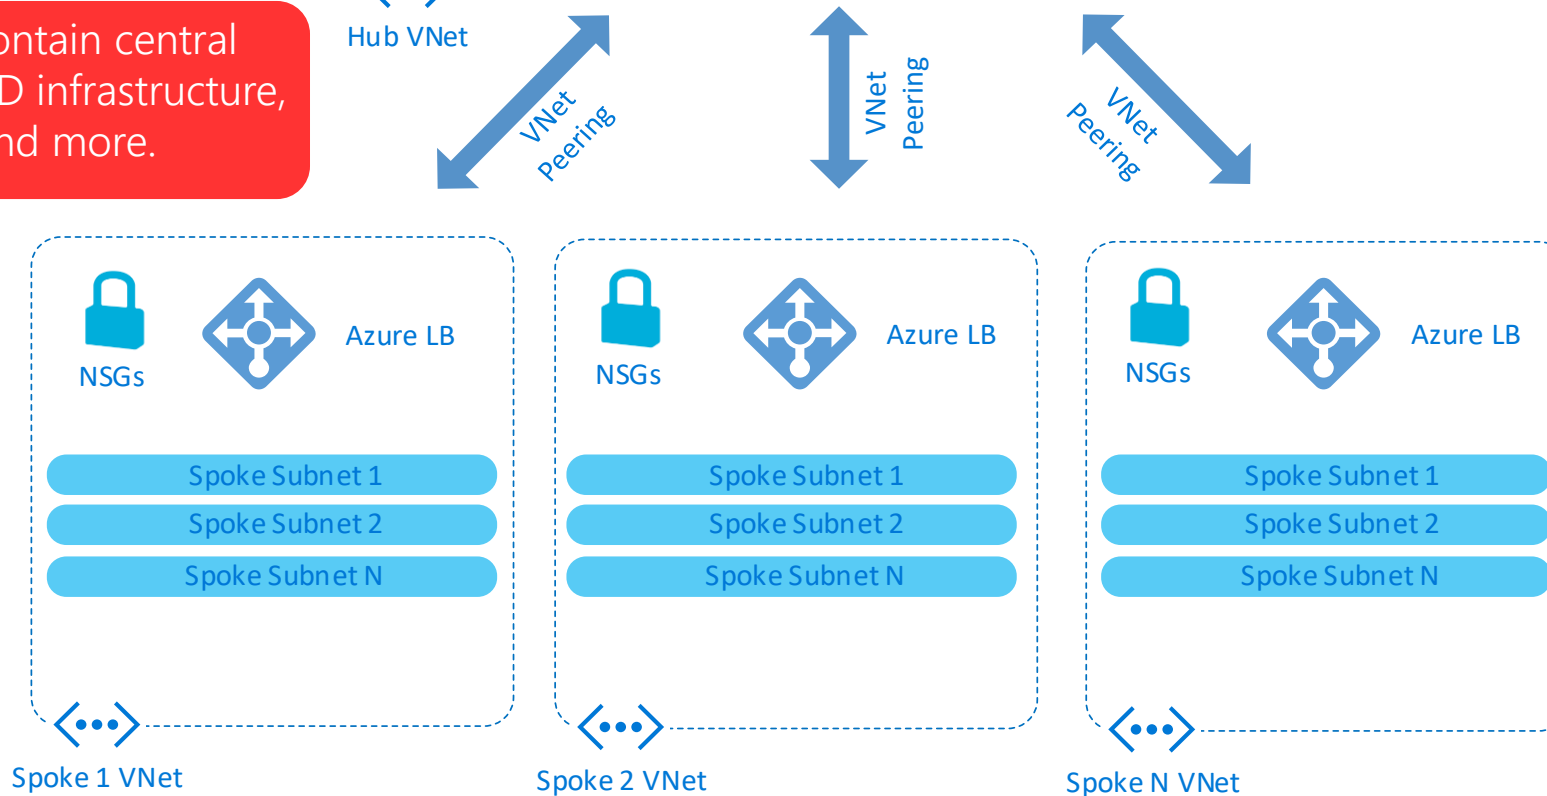 central
infrastructure,
more.
Hub VNet
VNet
Peering
VNet
Peering
VNet
Peering
NSGs
Azure LB
NSGs
Azure LB
NSGs
Azure LB
Spoke Subnet 1
Spoke Subnet 2
Spoke Subnet N
Spoke Subnet 1
Spoke Subnet 2
Spoke Subnet N
Spoke Subnet 1
Spoke Subnet 2
Spoke Subnet N
Spoke 1 VNet
Spoke 2 VNet
Spoke N VNet